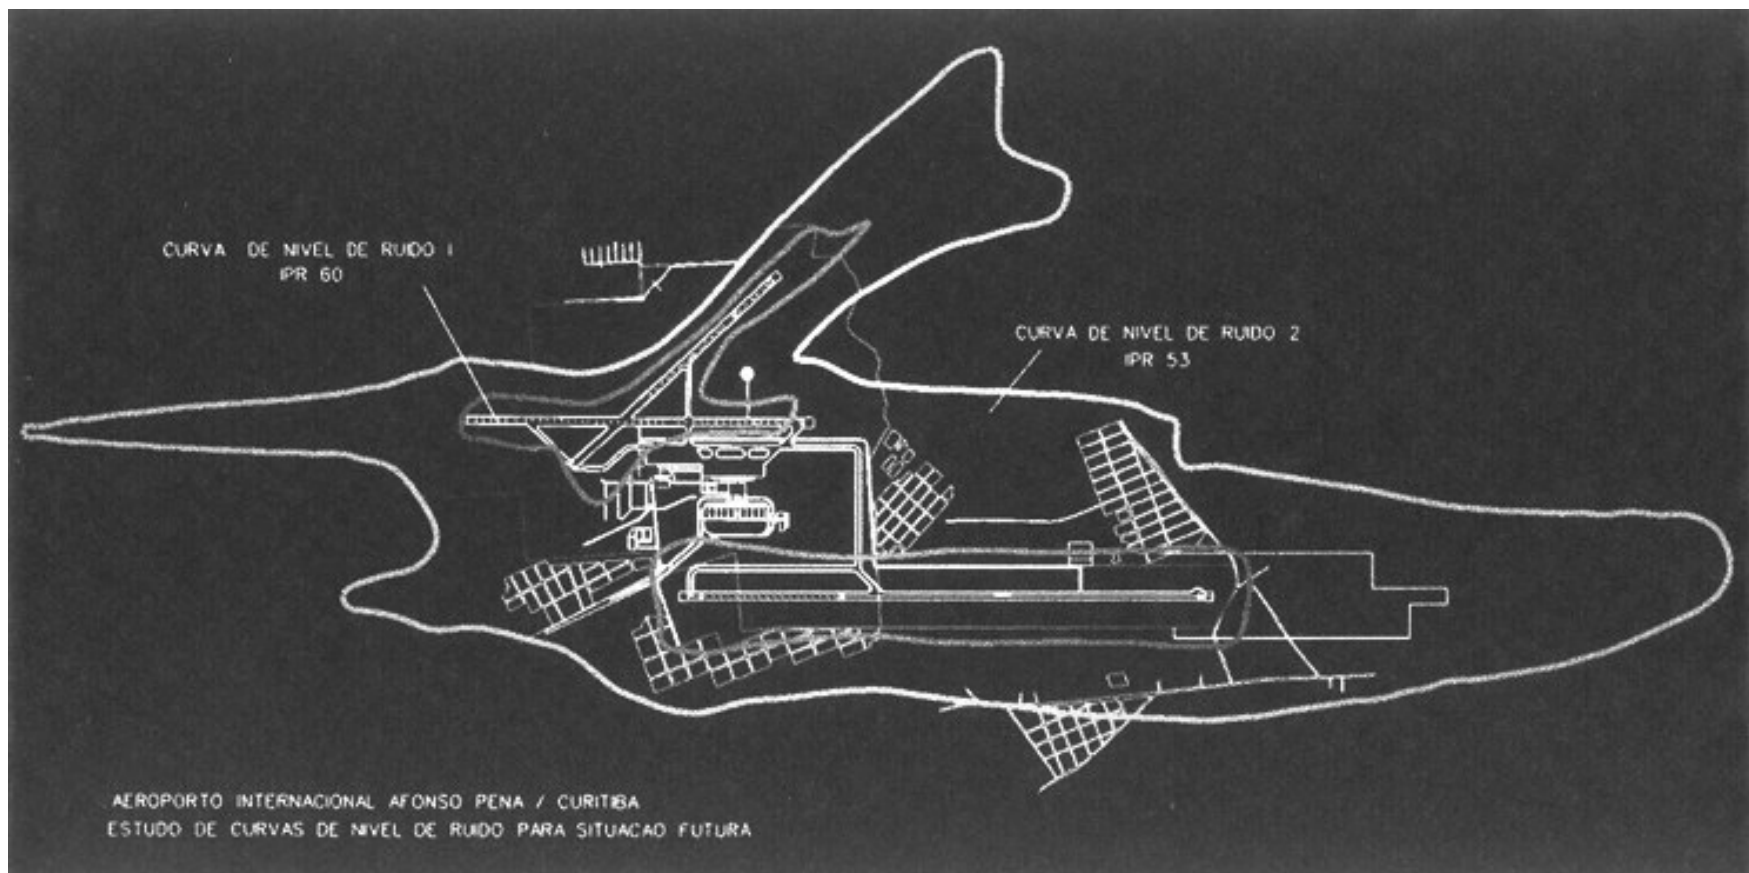 CURVA DE NIVEL DE RUIDO 1
IPR 60
CURVA DE NIVEL DE RUIDO 2
IPR 53
AEROPORTO INTERNACIONAL AFONSO PENA / CURITIBA
ESTUDO DE CURVAS DE NIVEL DE RUIDO PARA SITUACAO FUTURA